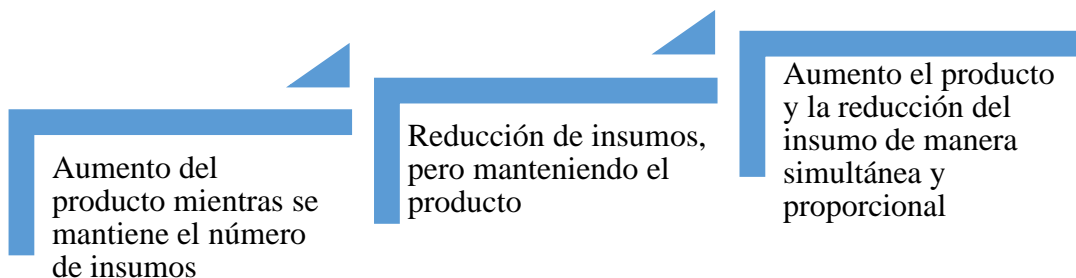 Aumento del
producto mientras se
mantiene el número
de insumos
Reducción de insumos,
pero manteniendo el
producto
Aumento el producto
y la reducción del
insumo de manera
simultánea y
proporcional